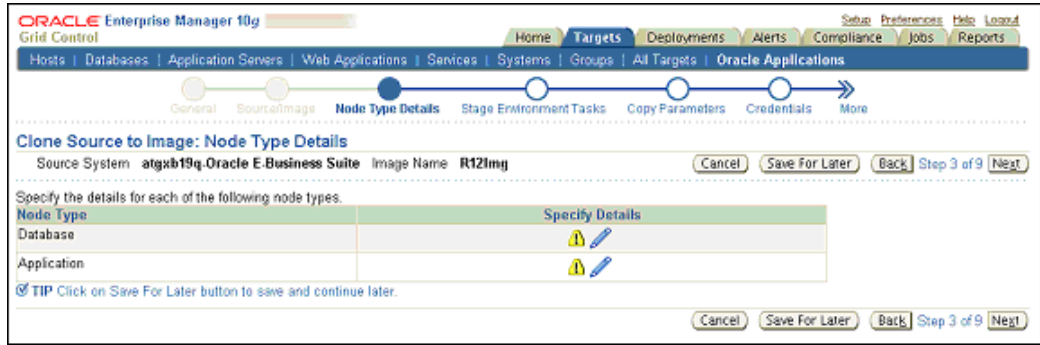 ORACLE Enterprise Manager 10g
Setup Preferences Help Logout
Grid Control
Home Targets Deployments Alerts Compliance Jobs Reports
Hosts | Databases | Application Servers | Web Applications | Services | Systems | Groups | All Targets | Oracle Applications
General Source/Image Node Type Details Stage Environment Tasks Copy Parameters Credentials More
Clone Source to Image: Node Type Details
Source System atgxb19q-Oracle E-Business Suite Image Name R12Img Cancel Save For Later Back Step 3 of 9 Next
Specify the details for each of the following node types.
Node Type Specify Details
Database
Application
TIP Click on Save For Later button to save and continue later.
Cancel Save For Later Back Step 3 of 9 Next